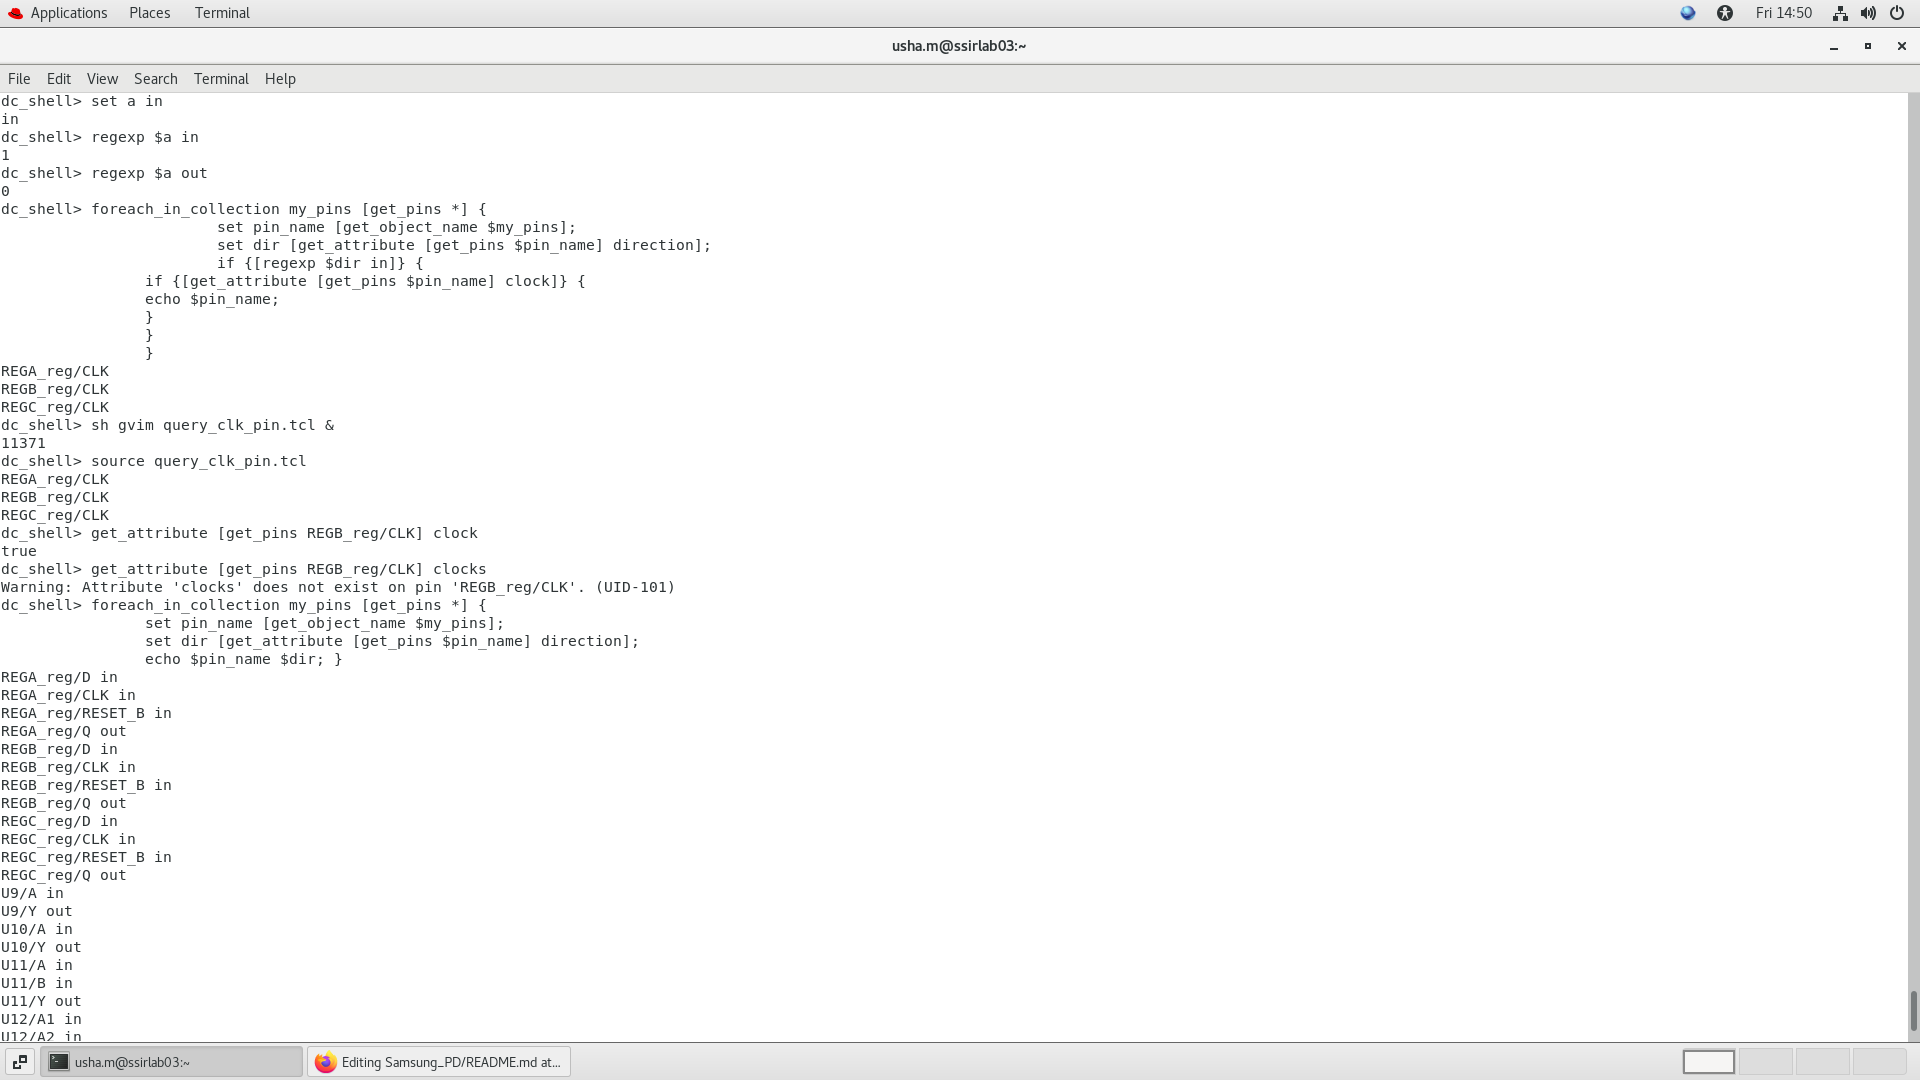 Applications Places Terminal Fri 14:50
usha.m@ssirlab03:~
File Edit View Search Terminal Help
dc_shell> set a in
in
dc_shell> regexp $a in
1
dc_shell> regexp $a out
0
dc_shell> foreach_in_collection my_pins [get_pins *] {
set pin_name [get_object_name $my_pins];
set dir [get_attribute [get_pins $pin_name] direction];
if {[regexp $dir in]} {
if {[get_attribute [get_pins $pin_name] clock]} {
echo $pin_name;
}
}
}
REGA_reg/CLK
REGB_reg/CLK
REGC_reg/CLK
dc_shell> sh gvim query_clk_pin.tcl &
11371
dc_shell> source query_clk_pin.tcl
REGA_reg/CLK
REGB_reg/CLK
REGC_reg/CLK
dc_shell> get_attribute [get_pins REGB_reg/CLK] clock
true
dc_shell> get_attribute [get_pins REGB_reg/CLK] clocks
Warning: Attribute 'clocks' does not exist on pin 'REGB_reg/CLK'. (UID-101)
dc_shell> foreach_in_collection my_pins [get_pins *] {
set pin_name [get_object_name $my_pins];
set dir [get_attribute [get_pins $pin_name] direction];
echo $pin_name $dir; }
REGA_reg/D in
REGA_reg/CLK in
REGA_reg/RESET_B in
REGA_reg/Q out
REGB_reg/D in
REGB_reg/CLK in
REGB_reg/RESET_B in
REGB_reg/Q out
REGC_reg/D in
REGC_reg/CLK in
REGC_reg/RESET_B in
REGC_reg/Q out
U9/A in
U9/Y out
U10/A in
U10/Y out
U11/A in
U11/B in
U11/Y out
U12/A1 in
U12/A2 in
usha.m@ssirlab03:~ Editing Samsung_PD/README.md at...